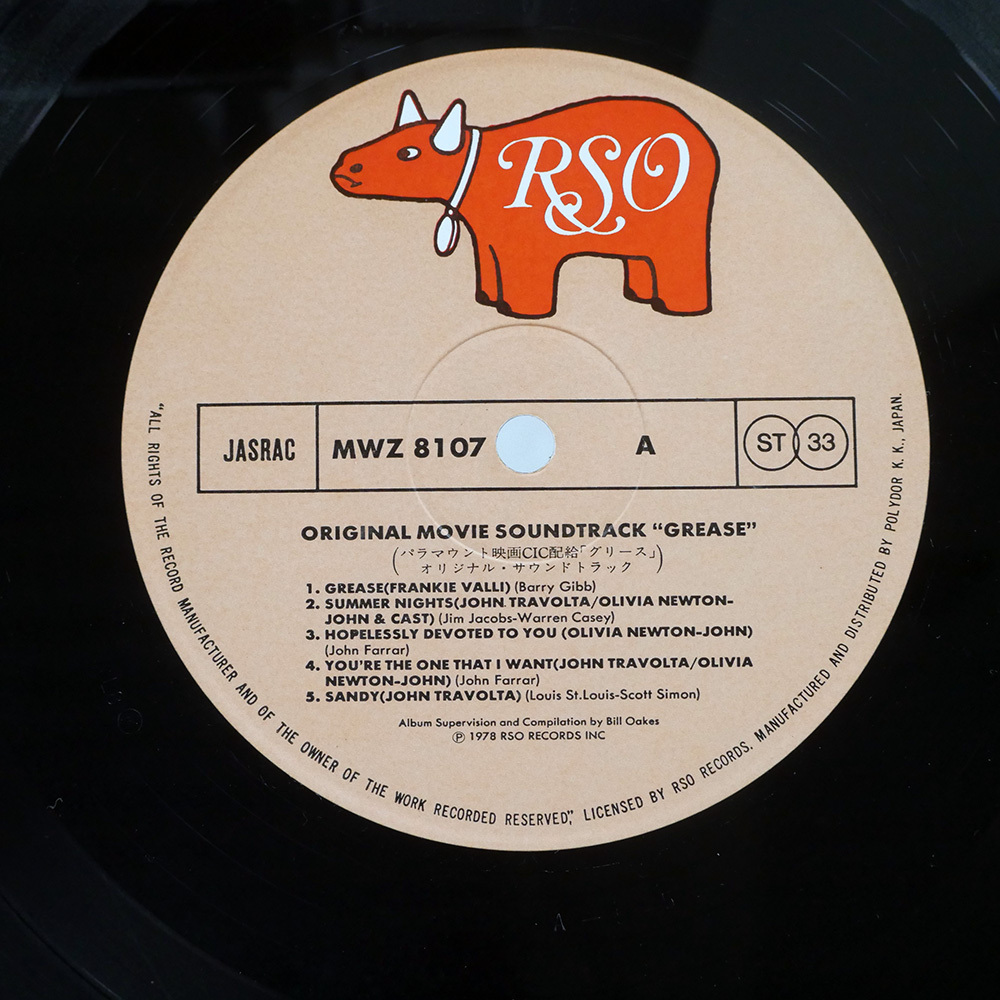 RSO
JASRAC
MWZ 8107
A
ST 33
ORIGINAL MOVIE SOUNDTRACK “GREASE”
(パラマウント映画CIC配給「グリース」
オリジナル・サウンドトラック)
1. GREASE(FRANKIE VALLI) (Barry Gibb)
2. SUMMER NIGHTS(JOHN TRAVOLTA/OLIVIA NEWTON-
JOHN & CAST) (Jim Jacobs-Warren Casey)
3. HOPELESSLY DEVOTED TO YOU (OLIVIA NEWTON-JOHN)
(John Farrar)
4. YOU'RE THE ONE THAT I WANT(JOHN TRAVOLTA/OLIVIA
NEWTON-JOHN) (John Farrar)
5. SANDY(JOHN TRAVOLTA) (Louis St.Louis-Scott Simon)
Album Supervision and Compilation by Bill Oakes
Ⓟ 1978 RSO RECORDS INC
“ALL RIGHTS OF THE RECORD MANUFACTURER AND OF THE OWNER OF THE WORK RECORDED RESERVED”, LICENSED BY RSO RECORDS. MANUFACTURED AND DISTRIBUTED BY POLYDOR K. K., JAPAN.